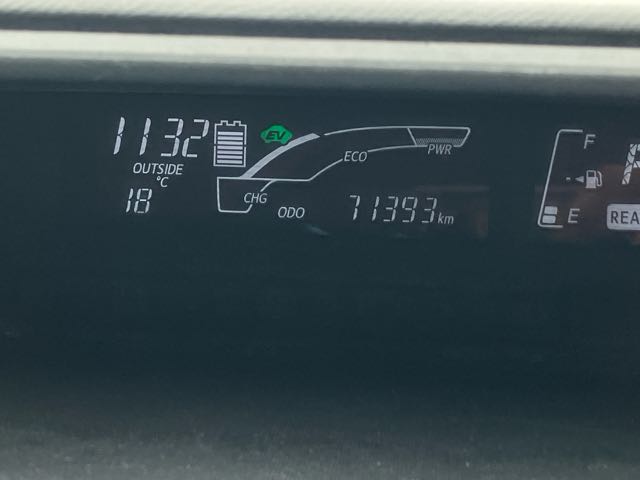 1132
EV
ECO
PWR
OUTSIDE
°C
18
CHG
ODO 71393 km
F
E
REA